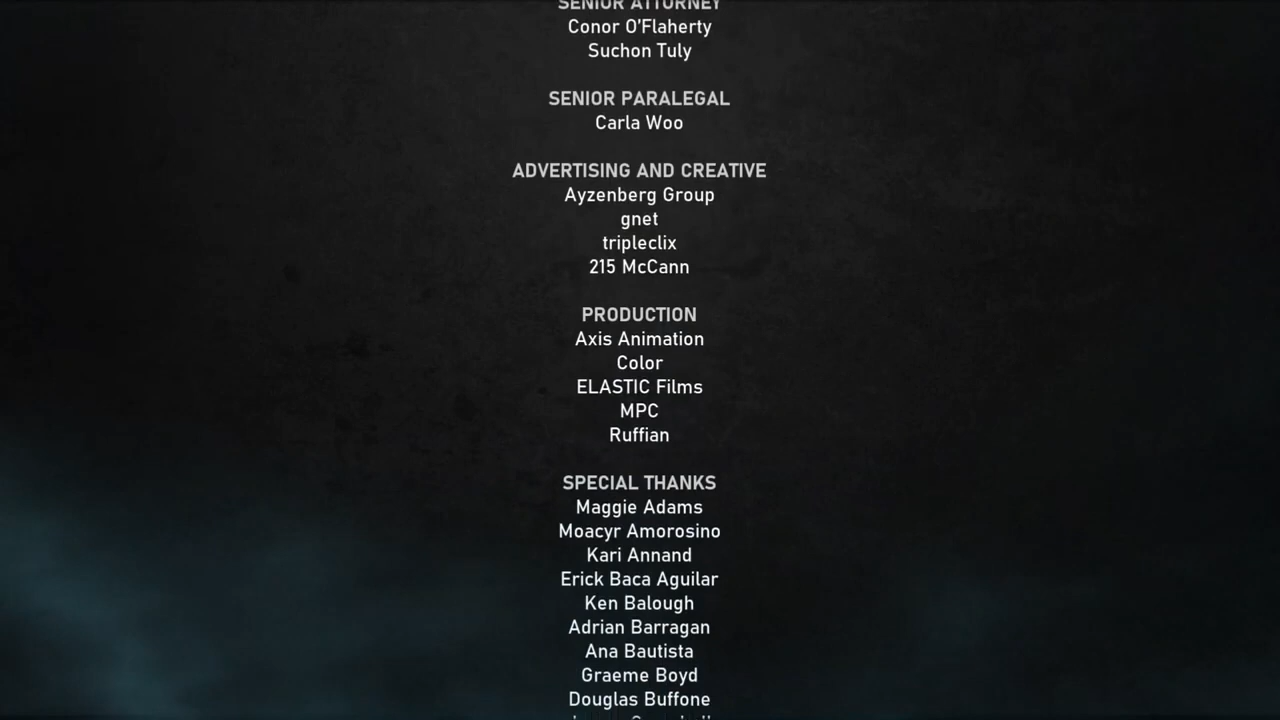 SENIOR ATTORNEY
Conor O'Flaherty
Suchon Tuly
SENIOR PARALEGAL
Carla Woo
ADVERTISING AND CREATIVE
Ayzenberg Group
gnet
tripleclix
215 McCann
PRODUCTION
Axis Animation
Color
ELASTIC Films
MPC
Ruffian
SPECIAL THANKS
Maggie Adams
Moacyr Amorosino
Kari Annand
Erick Baca Aguilar
Ken Balough
Adrian Barragan
Ana Bautista
Graeme Boyd
Douglas Buffone